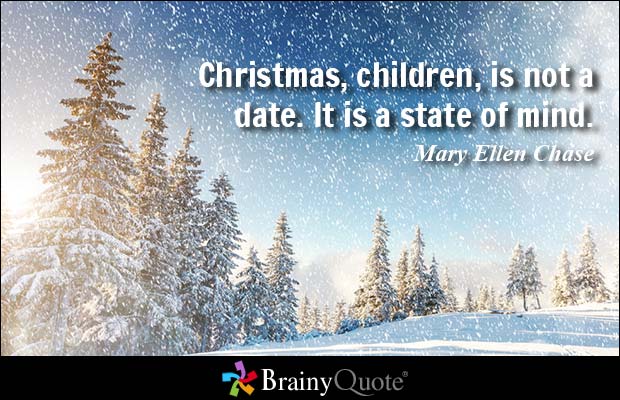 Christmas, children, is not a
date. It is a state of mind.
Mary Ellen Chase
BrainyQuote®